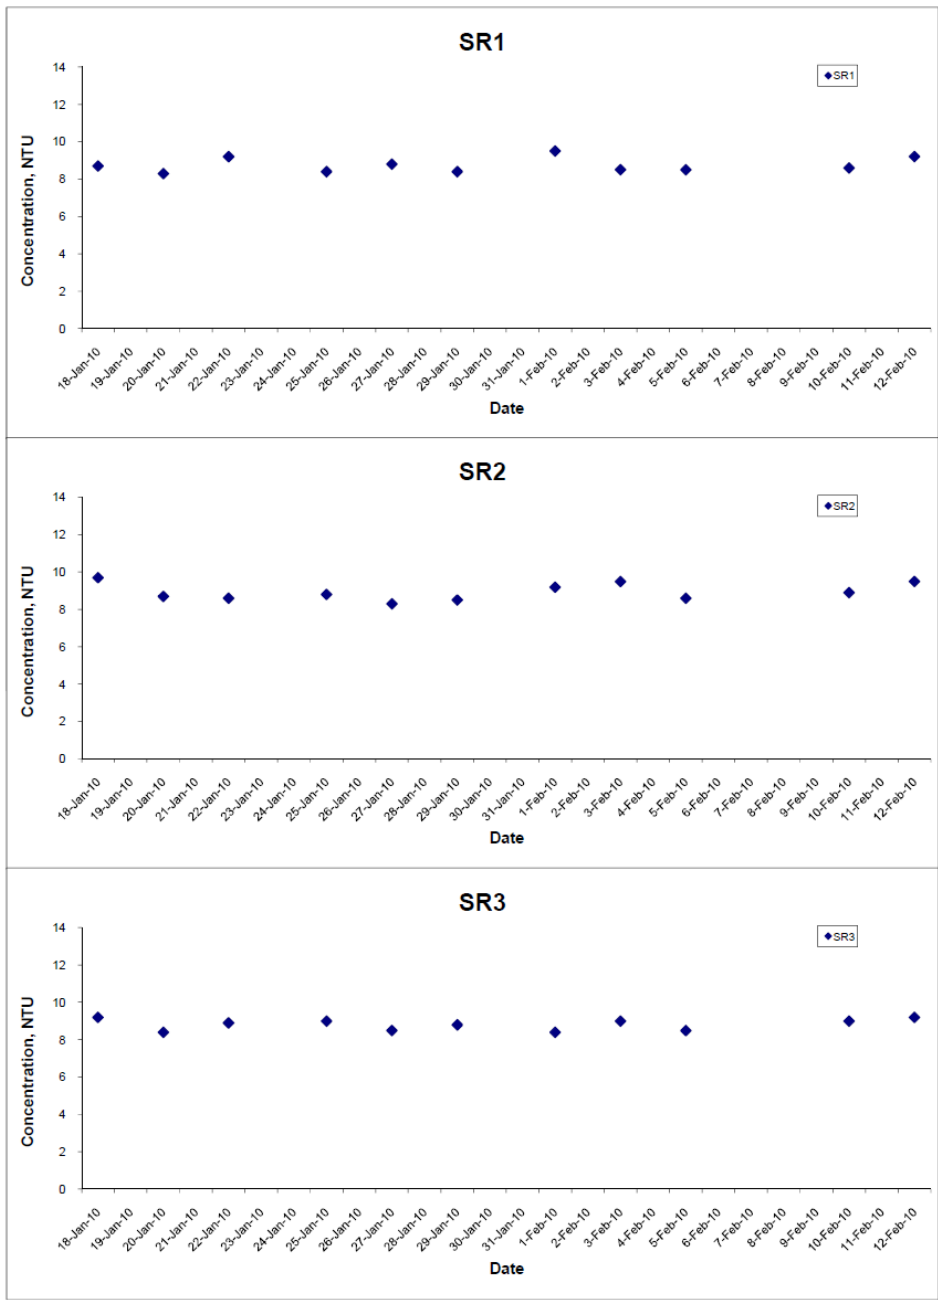 SR1
SR1
14
12
10
8
6
4
2
0
Concentration, NTU
18-Jan-10
19-Jan-10
20-Jan-10
21-Jan-10
22-Jan-10
23-Jan-10
24-Jan-10
25-Jan-10
26-Jan-10
27-Jan-10
28-Jan-10
29-Jan-10
30-Jan-10
31-Jan-10
1-Feb-10
2-Feb-10
3-Feb-10
4-Feb-10
5-Feb-10
6-Feb-10
7-Feb-10
8-Feb-10
9-Feb-10
10-Feb-10
11-Feb-10
12-Feb-10
Date
SR2
SR2
14
12
10
8
6
4
2
0
Concentration, NTU
18-Jan-10
19-Jan-10
20-Jan-10
21-Jan-10
22-Jan-10
23-Jan-10
24-Jan-10
25-Jan-10
26-Jan-10
27-Jan-10
28-Jan-10
29-Jan-10
30-Jan-10
31-Jan-10
1-Feb-10
2-Feb-10
3-Feb-10
4-Feb-10
5-Feb-10
6-Feb-10
7-Feb-10
8-Feb-10
9-Feb-10
10-Feb-10
11-Feb-10
12-Feb-10
Date
SR3
SR3
14
12
10
8
6
4
2
0
Concentration, NTU
18-Jan-10
19-Jan-10
20-Jan-10
21-Jan-10
22-Jan-10
23-Jan-10
24-Jan-10
25-Jan-10
26-Jan-10
27-Jan-10
28-Jan-10
29-Jan-10
30-Jan-10
31-Jan-10
1-Feb-10
2-Feb-10
3-Feb-10
4-Feb-10
5-Feb-10
6-Feb-10
7-Feb-10
8-Feb-10
9-Feb-10
10-Feb-10
11-Feb-10
12-Feb-10
Date